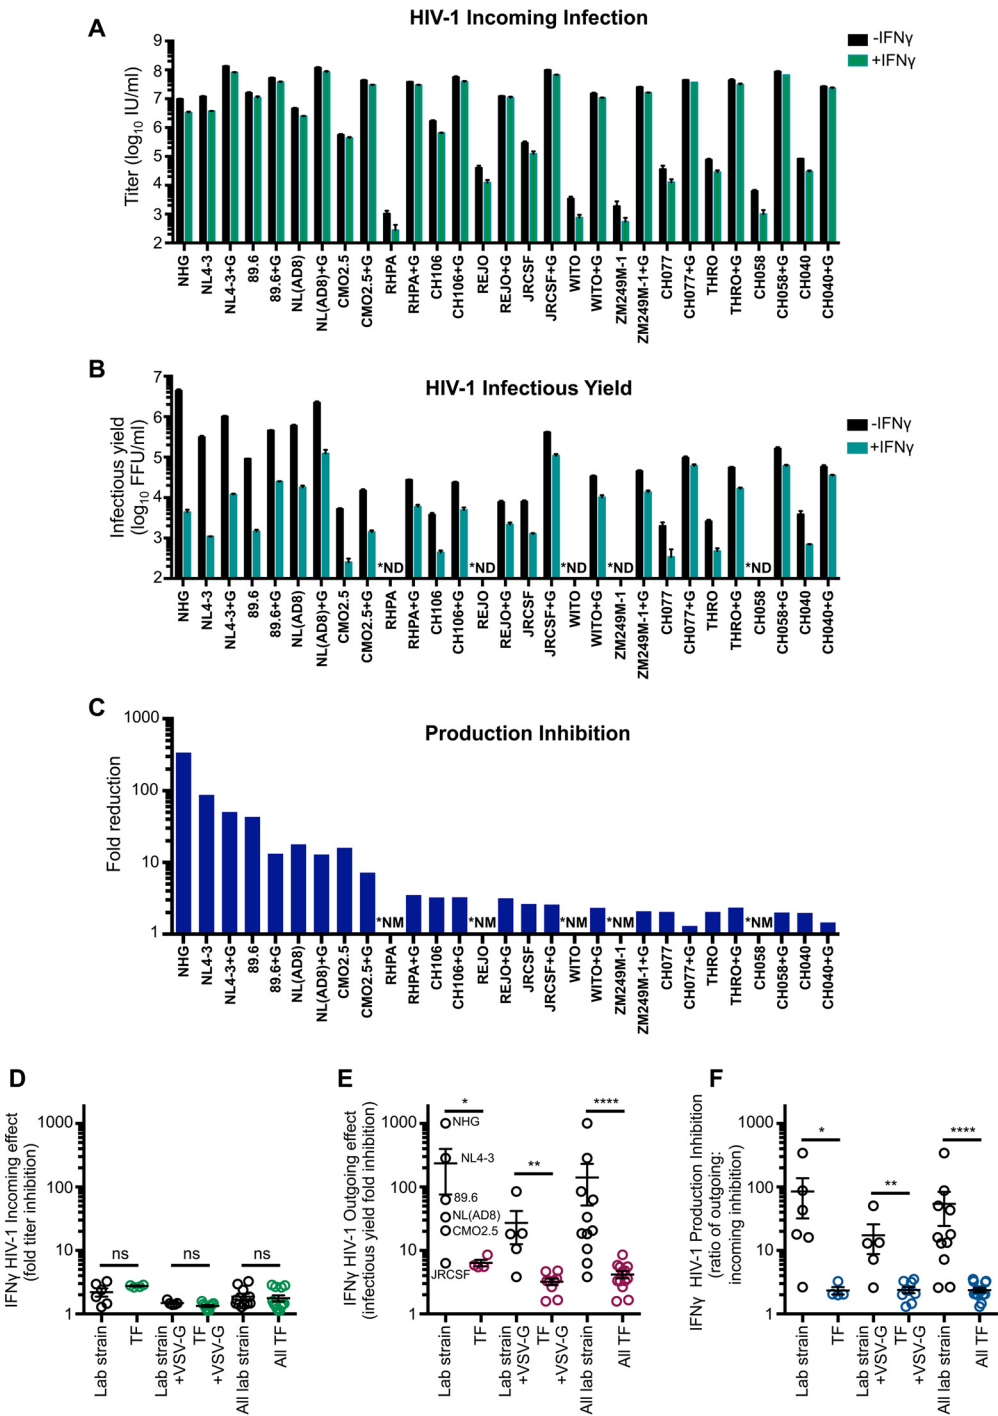 A
HIV-1 Incoming Infection
-IFNγ
+IFNγ
Titer (log10 IU/ml)
9
8
7
6
5
4
3
2
NHG
NL4-3
NL4-3+G
89.6
89.6+G
NL(AD8)
NL(AD8)+G
CMO2.5
CMO2.5+G
RHPA
RHPA+G
CH106
CH106+G
REJO
REJO+G
JRCSF
JRCSF+G
WITO
WITO+G
ZM249M-1
ZM249M-1+G
CH077
CH077+G
THRO
THRO+G
CH058
CH058+G
CH040
CH040+G
B
HIV-1 Infectious Yield
-IFNγ
+IFNγ
Infectious yield
(log10 FFU/ml)
7
6
5
4
3
2
*ND
*ND
*ND
*ND
*ND
NHG
NL4-3
NL4-3+G
89.6
89.6+G
NL(AD8)
NL(AD8)+G
CMO2.5
CMO2.5+G
RHPA
RHPA+G
CH106
CH106+G
REJO
REJO+G
JRCSF
JRCSF+G
WITO
WITO+G
ZM249M-1
ZM249M-1+G
CH077
CH077+G
THRO
THRO+G
CH058
CH058+G
CH040
CH040+G
C
Production Inhibition
Fold reduction
1000
100
10
1
*NM
*NM
*NM
*NM
*NM
NHG
NL4-3
NL4-3+G
89.6
89.6+G
NL(AD8)
NL(AD8)+G
CMO2.5
CMO2.5+G
RHPA
RHPA+G
CH106
CH106+G
REJO
REJO+G
JRCSF
JRCSF+G
WITO
WITO+G
ZM249M-1
ZM249M-1+G
CH077
CH077+G
THRO
THRO+G
CH058
CH058+G
CH040
CH040+G
D
IFNγ HIV-1 Incoming effect
(fold titer inhibition)
1000
100
10
1
ns
ns
ns
Lab strain
TF
Lab strain
+VSV-G
TF
+VSV-G
All lab strain
All TF
E
IFNγ HIV-1 Outgoing effect
(infectious yield fold inhibition)
1000
100
10
1
*
**
****
NHG
NL4-3
89.6
NL(AD8)
CMO2.5
JRCSF
Lab strain
TF
Lab strain
+VSV-G
TF
+VSV-G
All lab strain
All TF
F
IFNγ HIV-1 Production Inhibition
(ratio of outgoing:
incoming inhibition)
1000
100
10
1
*
**
****
Lab strain
TF
Lab strain
+VSV-G
TF
+VSV-G
All lab strain
All TF